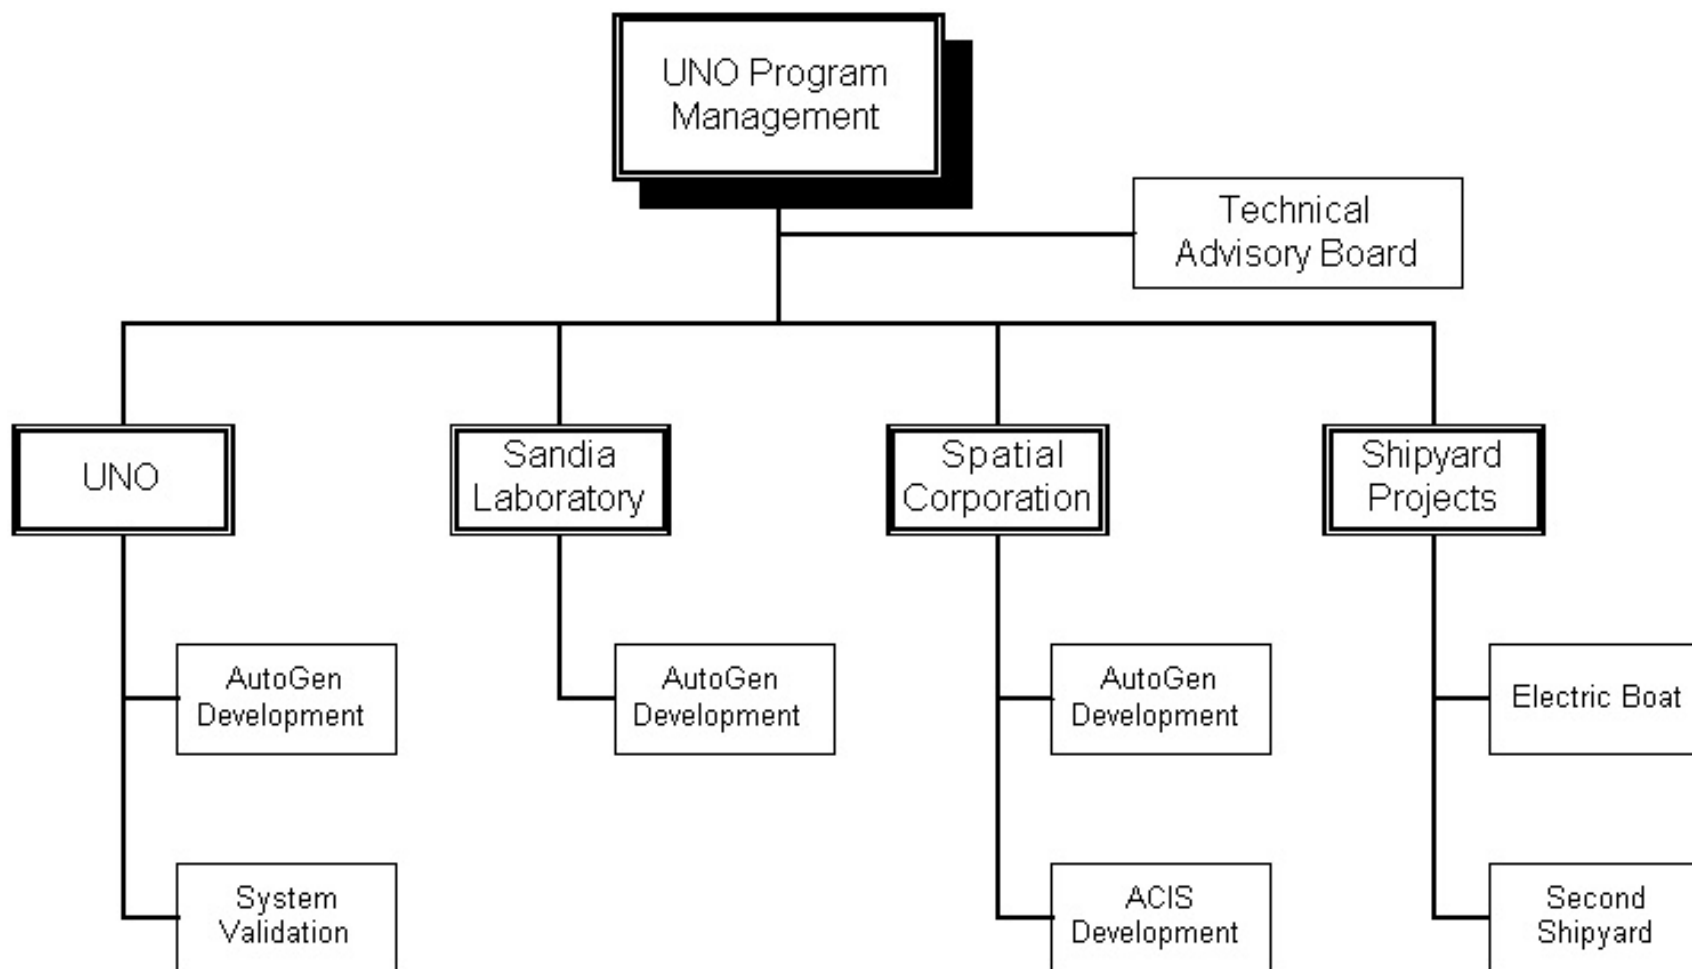 UNO Program
Management
Technical
Advisory Board
UNO
Sandia
Laboratory
Spatial
Corporation
Shipyard
Projects
AutoGen
Development
AutoGen
Development
AutoGen
Development
Electric Boat
System
Validation
ACIS
Development
Second
Shipyard